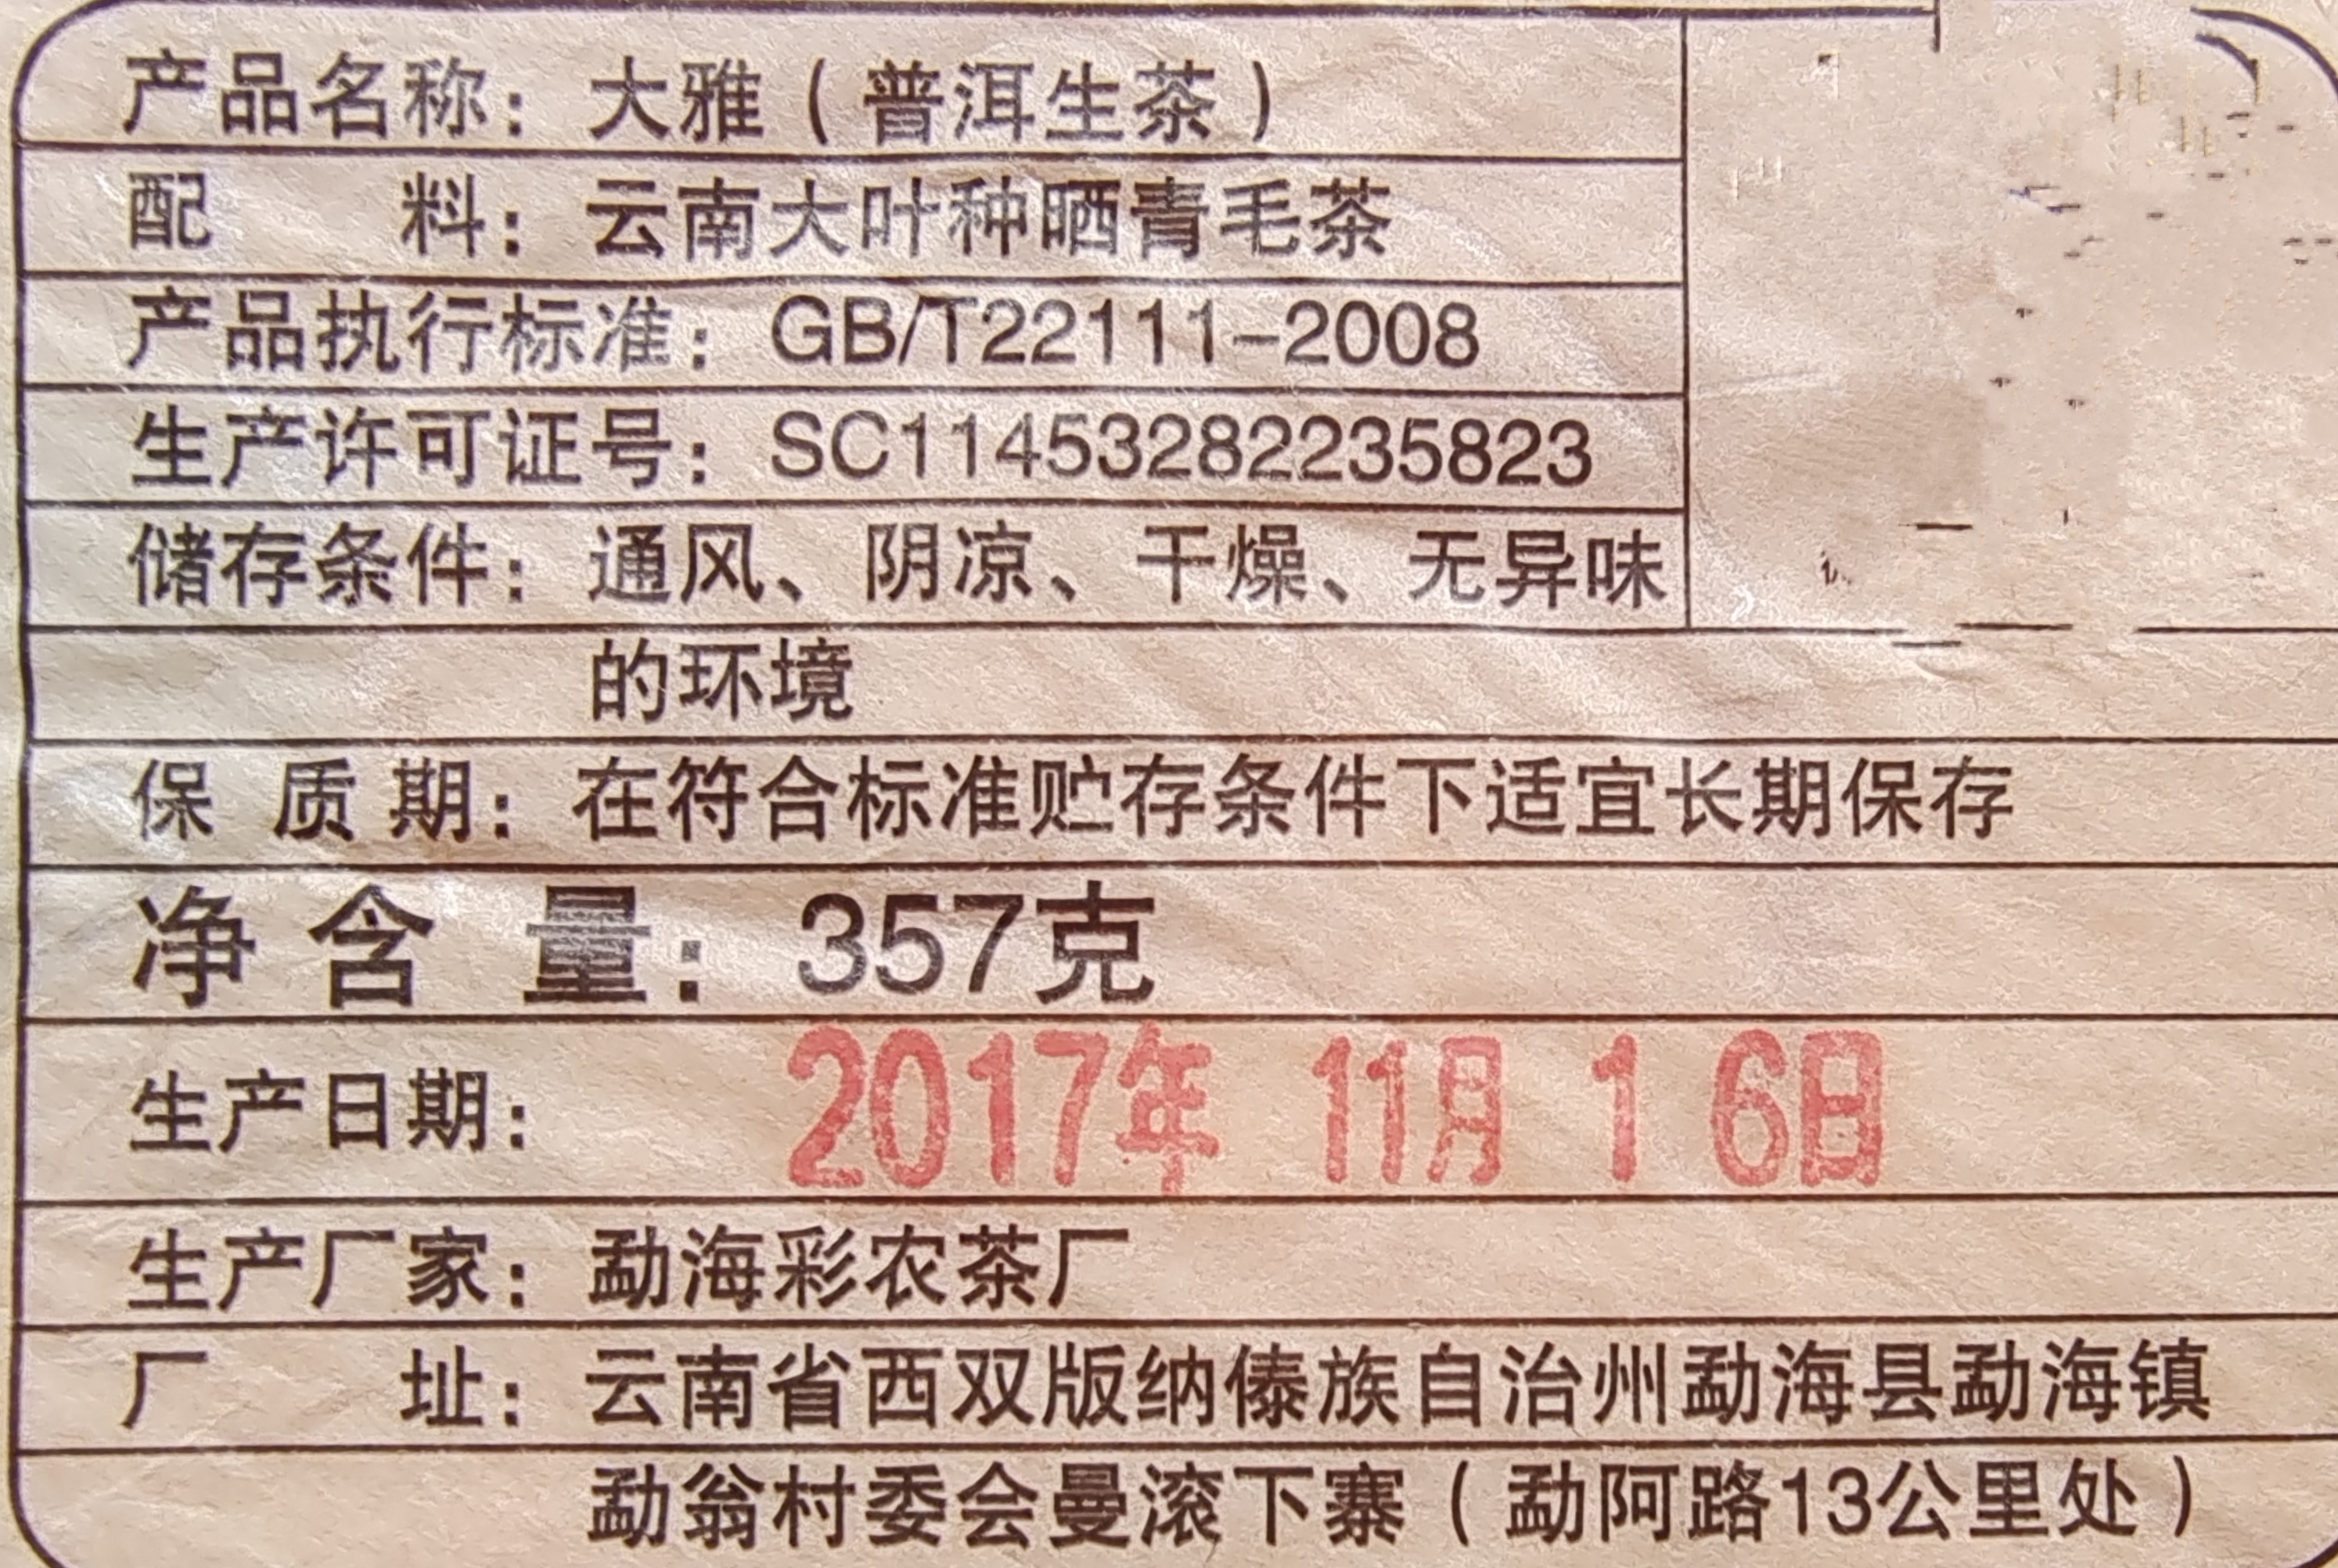 产品名称：大雅（普洱生茶）
配 料：云南大叶种晒青毛茶
产品执行标准：GB/T22111-2008
生产许可证号：SC11453282235823
储存条件：通风、阴凉、干燥、无异味
的环境
保 质 期：在符合标准贮存条件下适宜长期保存
净 含 量：357克
生产日期：2017年 11月 1 6日
生产厂家：勐海彩农茶厂
厂 址：云南省西双版纳傣族自治州勐海县勐海镇
勐翁村委会曼滚下寨（勐阿路13公里处）